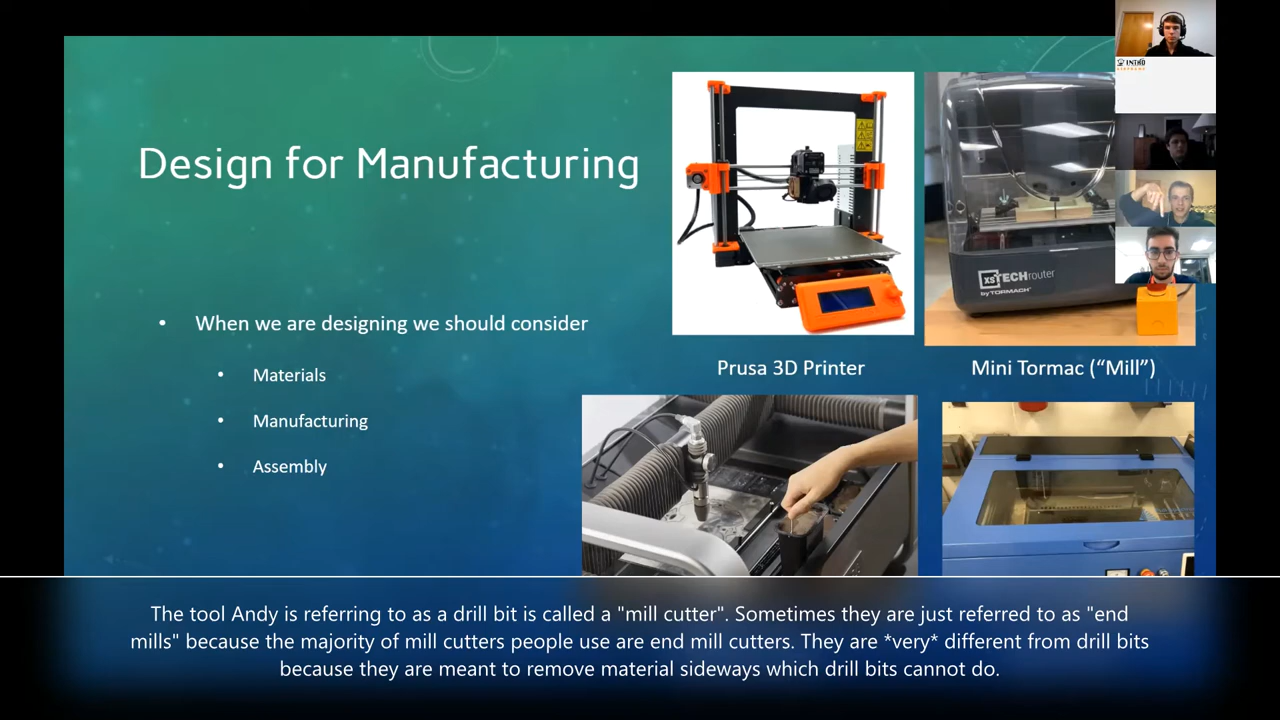 INTRO
Design for Manufacturing
xsTECHrouter
by TORMACH
• When we are designing we should consider
• Materials
• Manufacturing
• Assembly
Prusa 3D Printer
Mini Tormac (“Mill”)
The tool Andy is referring to as a drill bit is called a "mill cutter". Sometimes they are just referred to as "end
mills" because the majority of mill cutters people use are end mill cutters. They are *very* different from drill bits
because they are meant to remove material sideways which drill bits cannot do.